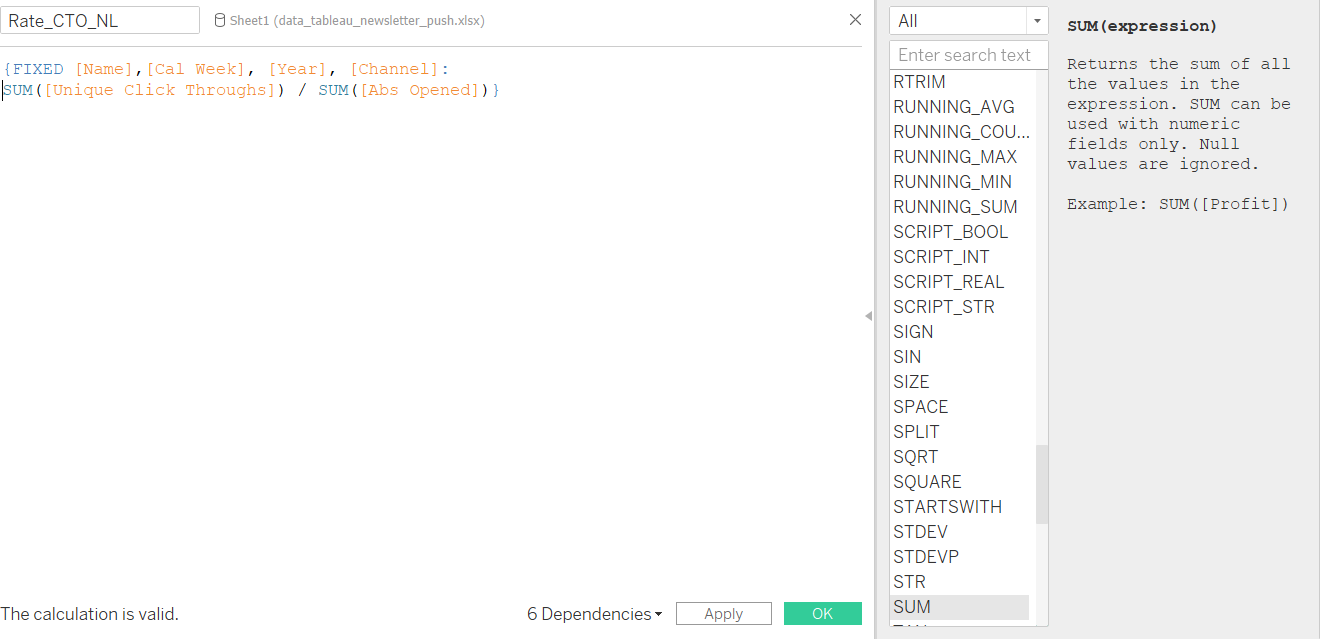 Rate_CTO_NL
Sheet1 (data_tableau_newsletter_push.xlsx)
{FIXED [Name],[Cal Week], [Year], [Channel]:
SUM([Unique Click Throughs]) / SUM([Abs Opened])}
The calculation is valid.
6 Dependencies
Apply
OK
All
Enter search text
RTRIM
RUNNING_AVG
RUNNING_COU...
RUNNING_MAX
RUNNING_MIN
RUNNING_SUM
SCRIPT_BOOL
SCRIPT_INT
SCRIPT_REAL
SCRIPT_STR
SIGN
SIN
SIZE
SPACE
SPLIT
SQRT
SQUARE
STARTSWITH
STDEV
STDEVP
STR
SUM
SUM(expression)
Returns the sum of all
the values in the
expression. SUM can be
used with numeric
fields only. Null
values are ignored.
Example: SUM([Profit])